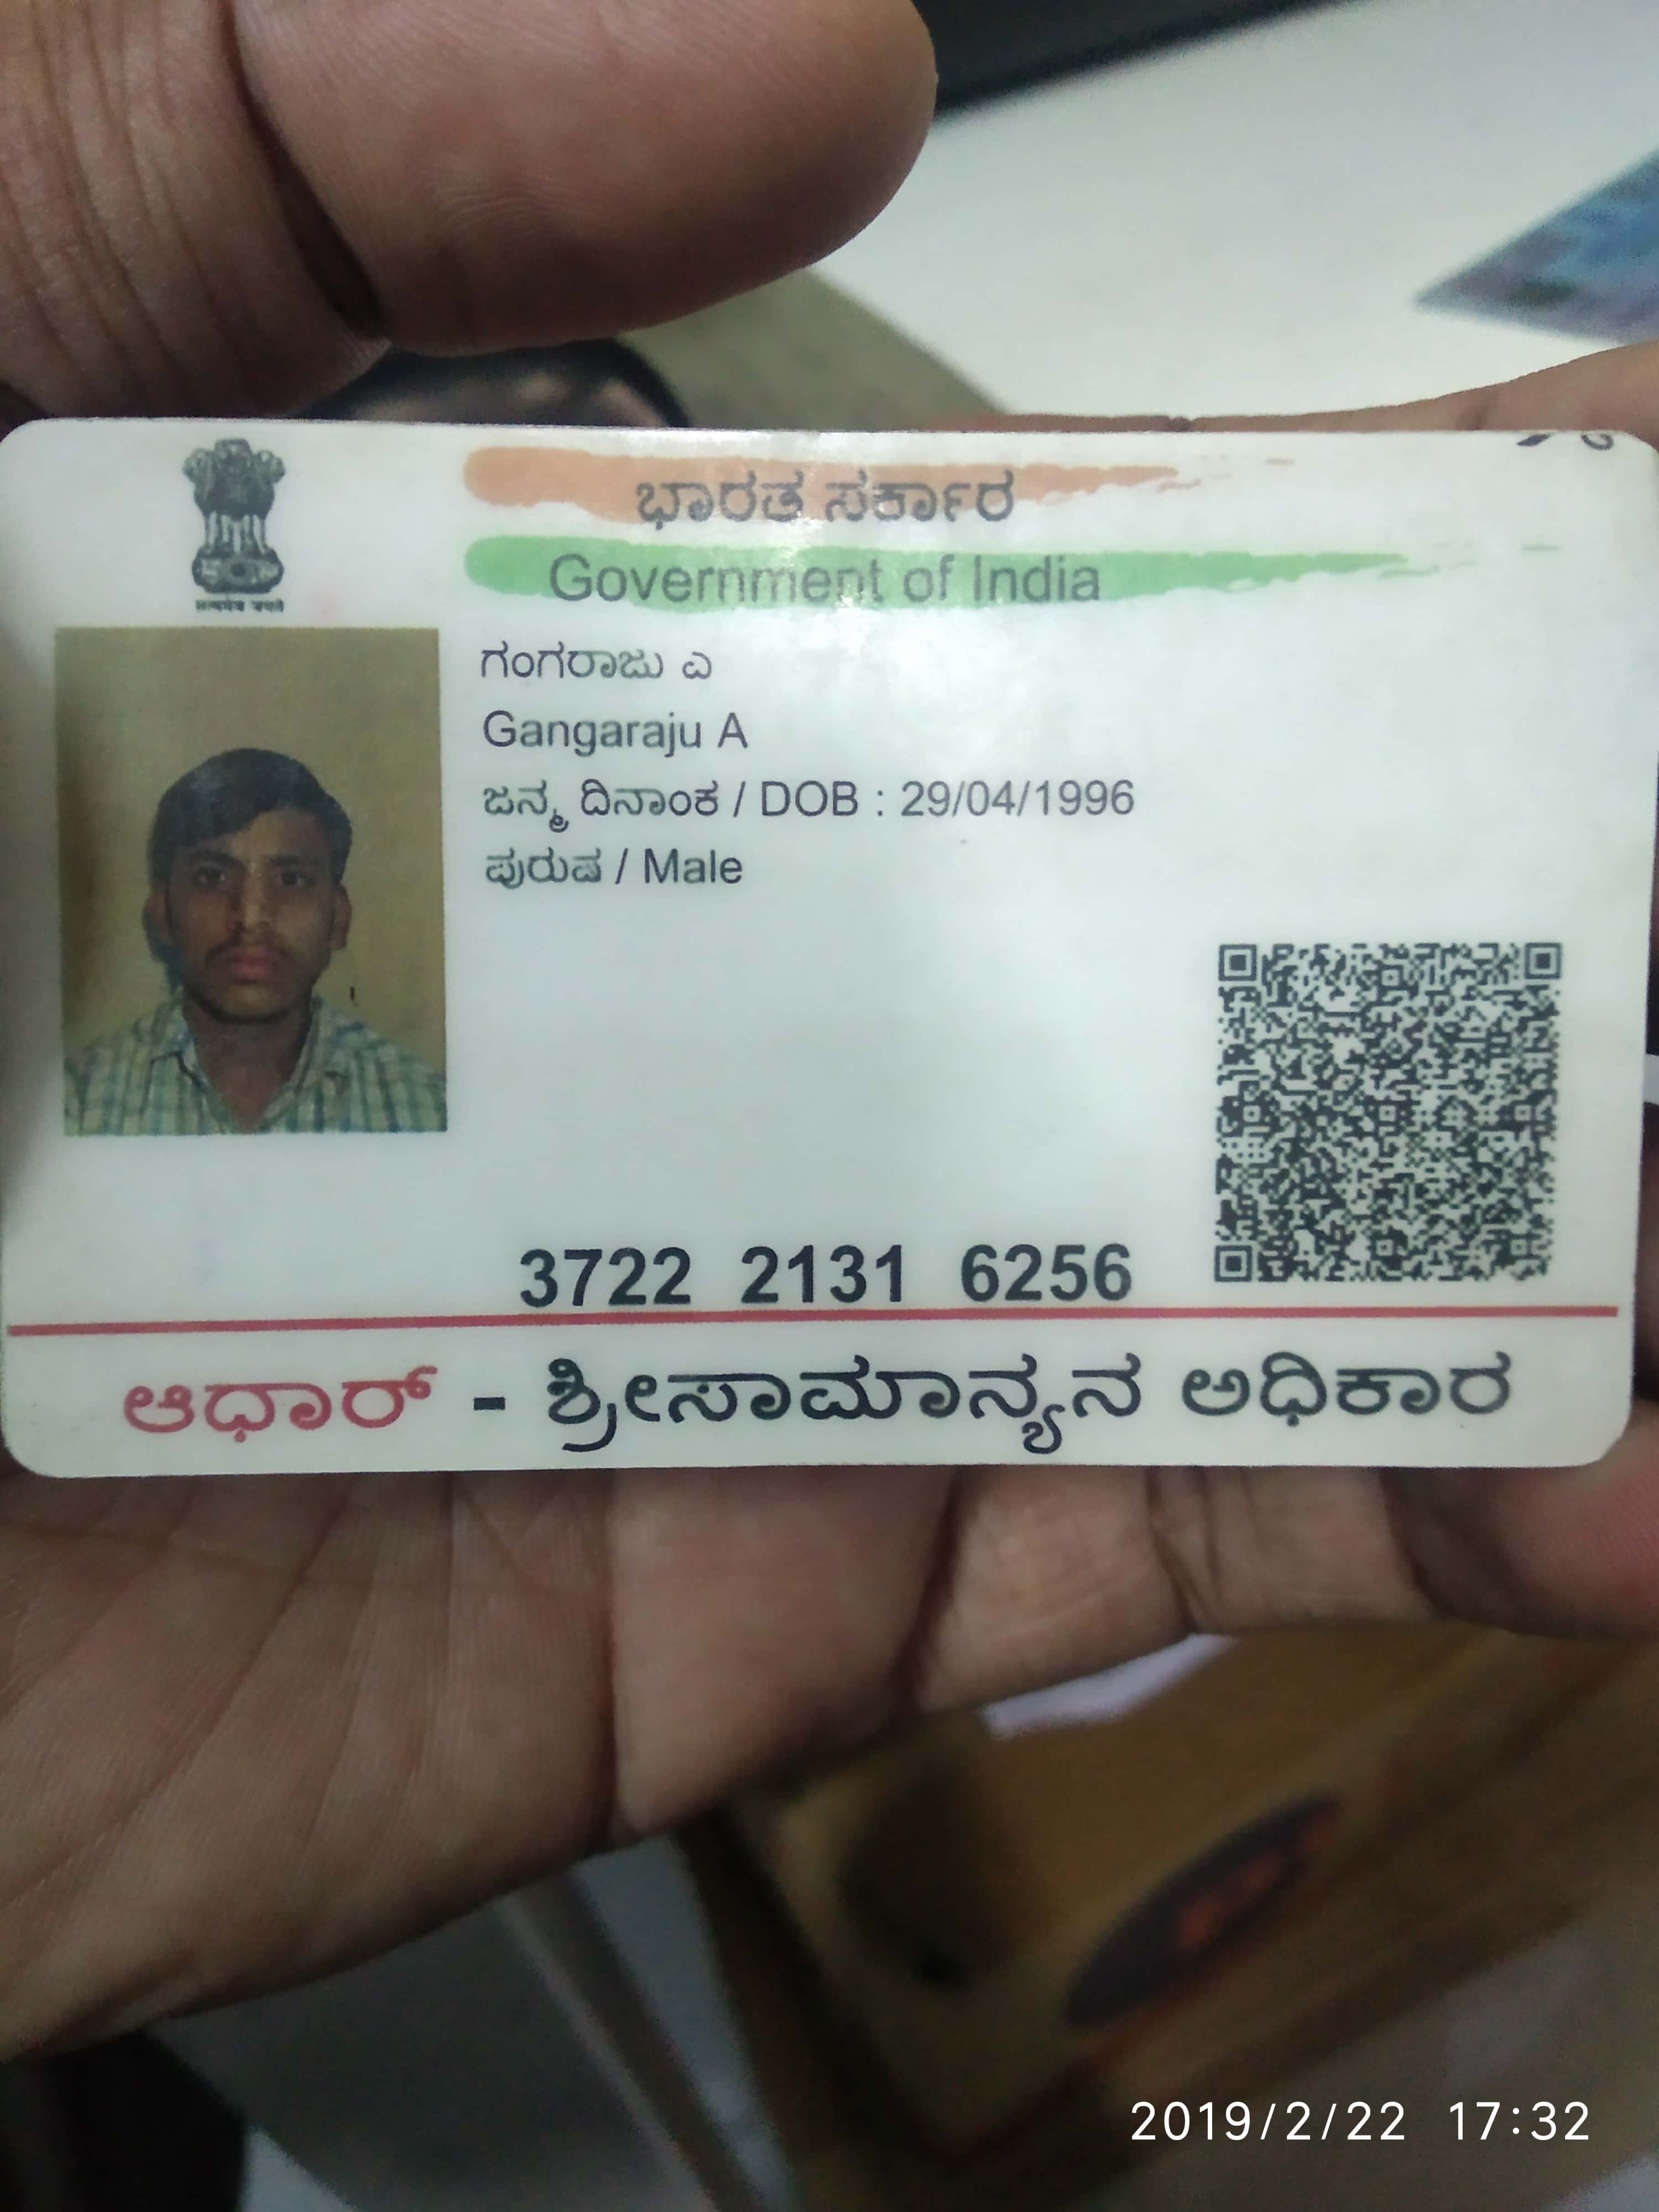 सत्यमेव जयते
ಭಾರತ ಸರ್ಕಾರ
Government of India
ಗಂಗರಾಜು ಎ
Gangaraju A
ಜನ್ಮ ದಿನಾಂಕ / DOB : 29/04/1996
ಪುರುಷ / Male
3722 2131 6256
ಆಧಾರ್ - ಶ್ರೀಸಾಮಾನ್ಯನ ಅಧಿಕಾರ
2019/2/22 17:32